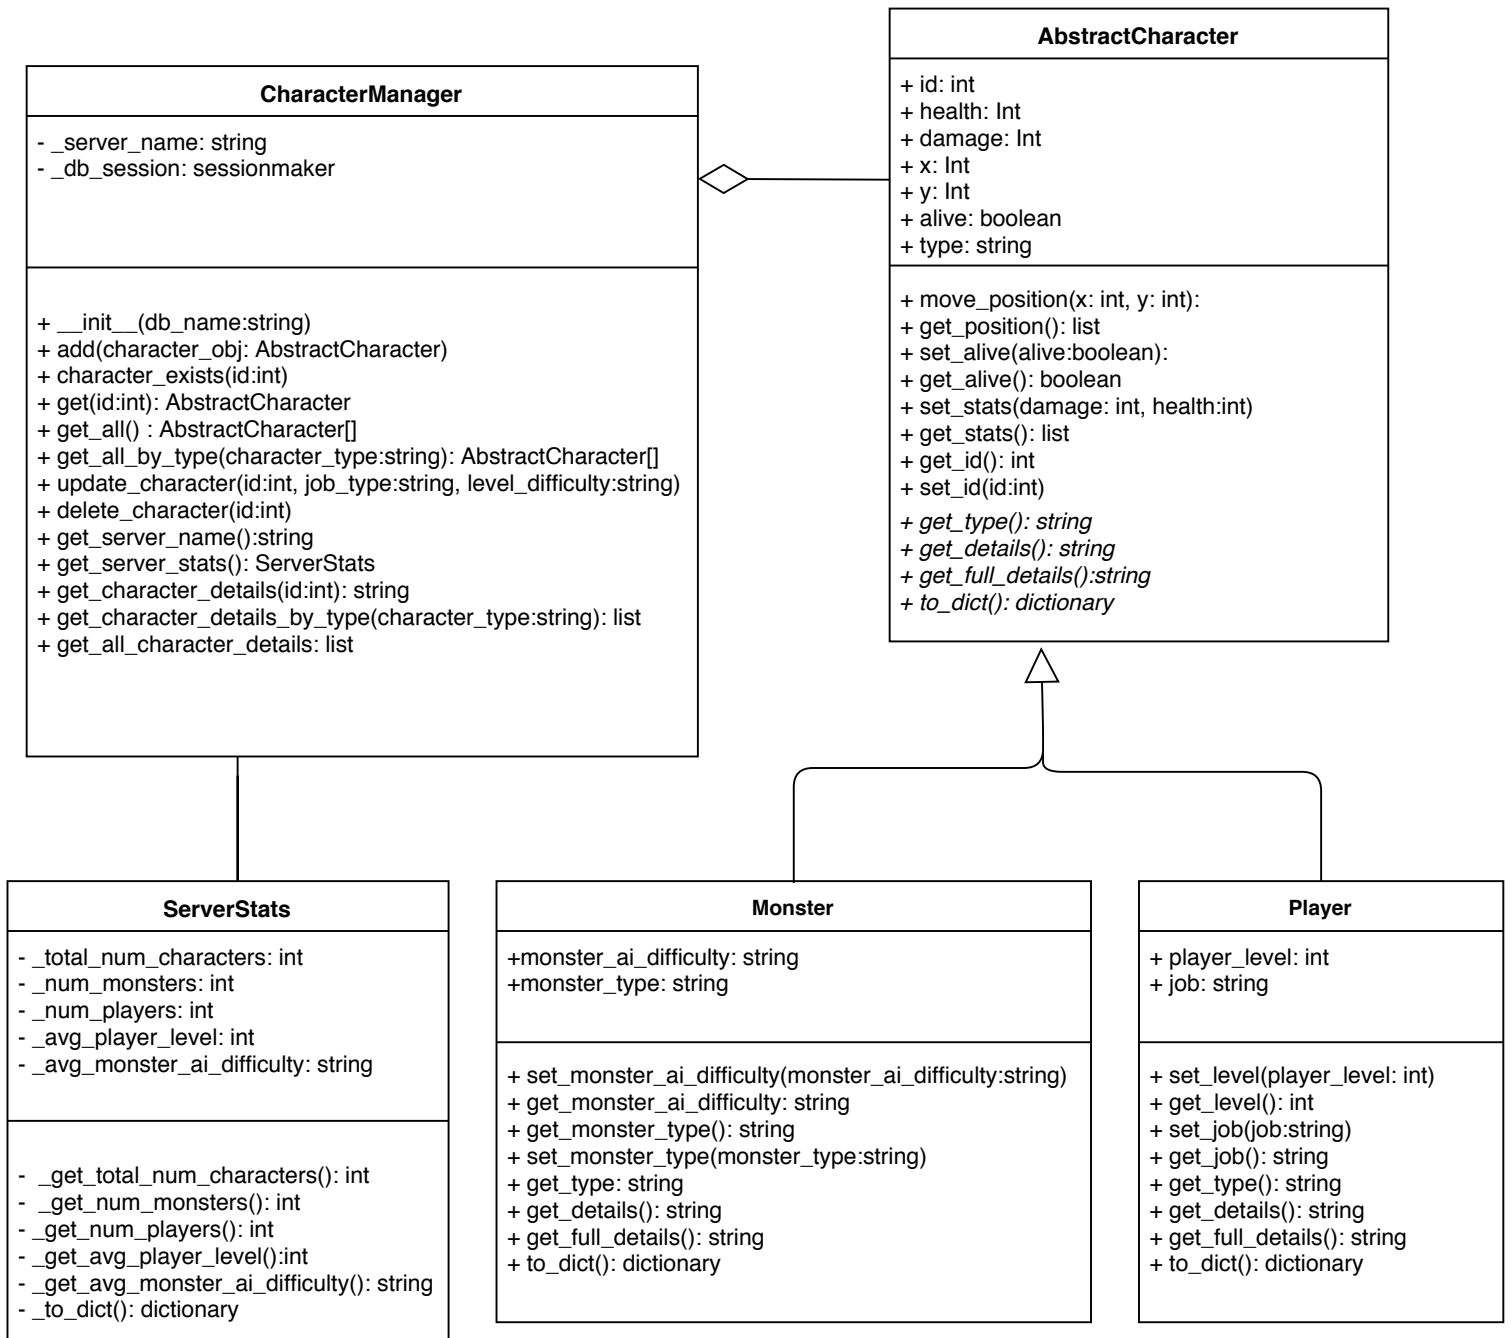 CharacterManager
- _server_name: string
- _db_session: sessionmaker
+ __init__(db_name:string)
+ add(character_obj: AbstractCharacter)
+ character_exists(id:int)
+ get(id:int): AbstractCharacter
+ get_all() : AbstractCharacter[]
+ get_all_by_type(character_type:string): AbstractCharacter[]
+ update_character(id:int, job_type:string, level_difficulty:string)
+ delete_character(id:int)
+ get_server_name():string
+ get_server_stats(): ServerStats
+ get_character_details(id:int): string
+ get_character_details_by_type(character_type:string): list
+ get_all_character_details: list
AbstractCharacter
+ id: int
+ health: Int
+ damage: Int
+ x: Int
+ y: Int
+ alive: boolean
+ type: string
+ move_position(x: int, y: int):
+ get_position(): list
+ set_alive(alive:boolean):
+ get_alive(): boolean
+ set_stats(damage: int, health:int)
+ get_stats(): list
+ get_id(): int
+ set_id(id:int)
+ get_type(): string
+ get_details(): string
+ get_full_details():string
+ to_dict(): dictionary
ServerStats
- _total_num_characters: int
- _num_monsters: int
- _num_players: int
- _avg_player_level: int
- _avg_monster_ai_difficulty: string
- _get_total_num_characters(): int
- _get_num_monsters(): int
- _get_num_players(): int
- _get_avg_player_level():int
- _get_avg_monster_ai_difficulty(): string
- _to_dict(): dictionary
Monster
+monster_ai_difficulty: string
+monster_type: string
+ set_monster_ai_difficulty(monster_ai_difficulty:string)
+ get_monster_ai_difficulty: string
+ get_monster_type(): string
+ set_monster_type(monster_type:string)
+ get_type: string
+ get_details(): string
+ get_full_details(): string
+ to_dict(): dictionary
Player
+ player_level: int
+ job: string
+ set_level(player_level: int)
+ get_level(): int
+ set_job(job:string)
+ get_job(): string
+ get_type(): string
+ get_details(): string
+ get_full_details(): string
+ to_dict(): dictionary